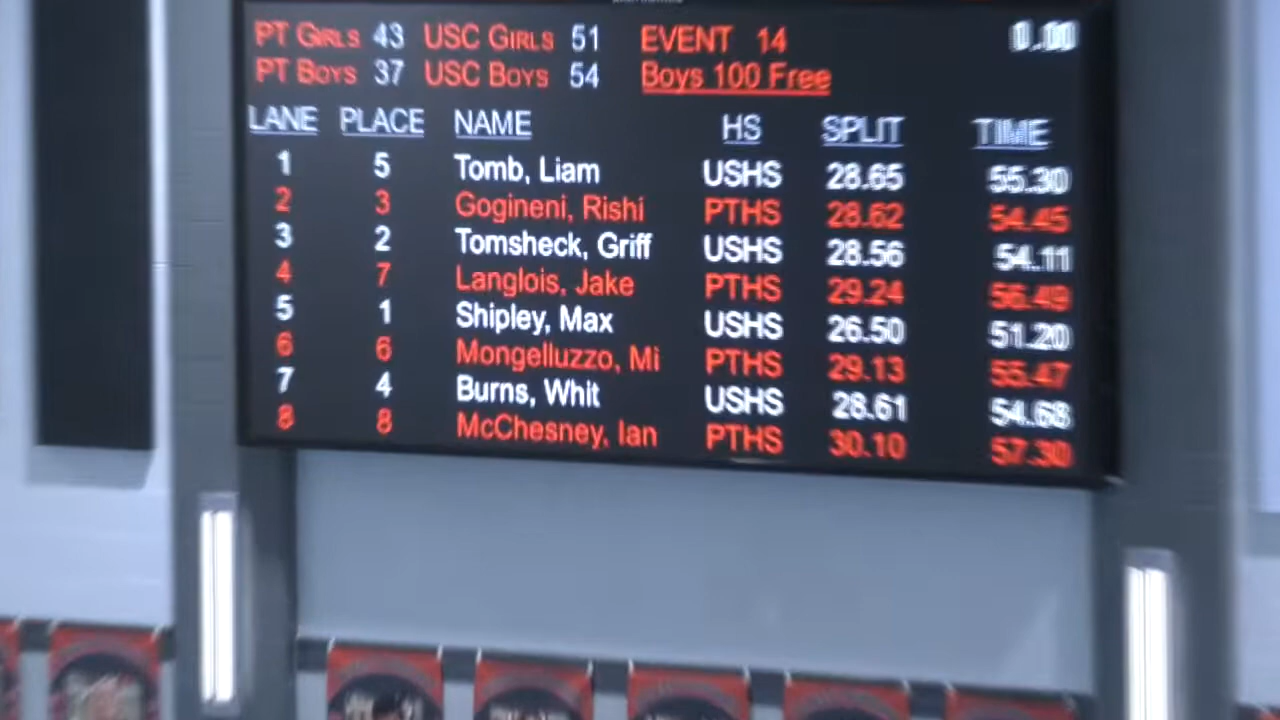 PT GIRLS 43 USC GIRLS 51 EVENT 14 0.00
PT BOYS 37 USC BOYS 54 Boys 100 Free
LANE PLACE NAME HS SPLIT TIME
1 5 Tomb, Liam USHS 28.65 55.30
2 3 Gogineni, Rishi PTHS 28.62 54.45
3 2 Tomsheck, Griff USHS 28.56 54.11
4 7 Langlois, Jake PTHS 29.24 56.49
5 1 Shipley, Max USHS 26.50 51.20
6 6 Mongelluzzo, Mi PTHS 29.13 55.47
7 4 Burns, Whit USHS 28.61 54.68
8 8 McChesney, Ian PTHS 30.10 57.30